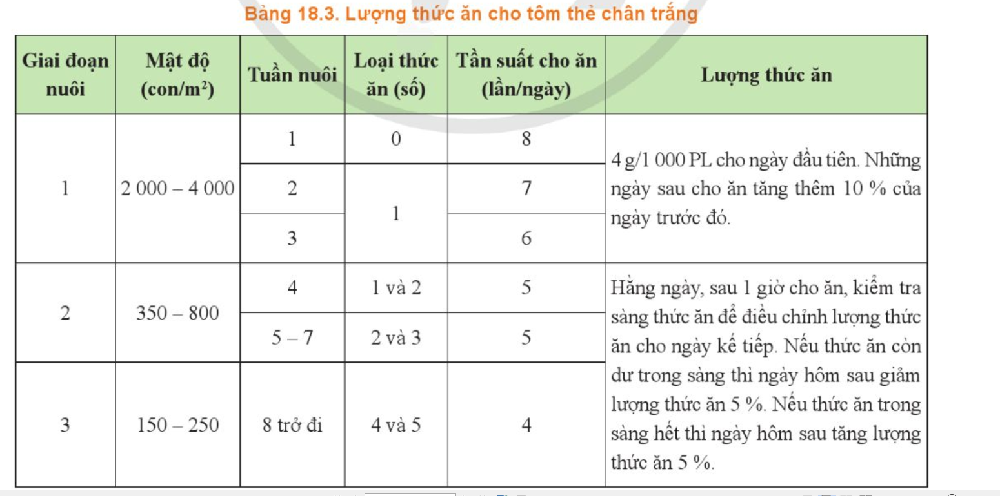 Bảng 18.3. Lượng thức ăn cho tôm thẻ chân trắng
Giai đoạn nuôi
Mật độ (con/m²)
Tuần nuôi
Loại thức ăn (số)
Tần suất cho ăn (lần/ngày)
Lượng thức ăn
1
2 000 – 4 000
1
0
8
2
1
7
3
6
4 g/1 000 PL cho ngày đầu tiên. Những
ngày sau cho ăn tăng thêm 10 % của
ngày trước đó.
2
350 – 800
4
1 và 2
5
5 – 7
2 và 3
5
3
150 – 250
8 trở đi
4 và 5
4
Hằng ngày, sau 1 giờ cho ăn, kiểm tra
sàng thức ăn để điều chỉnh lượng thức
ăn cho ngày kế tiếp. Nếu thức ăn còn
dư trong sàng thì ngày hôm sau giảm
lượng thức ăn 5 %. Nếu thức ăn trong
sàng hết thì ngày hôm sau tăng lượng
thức ăn 5 %.